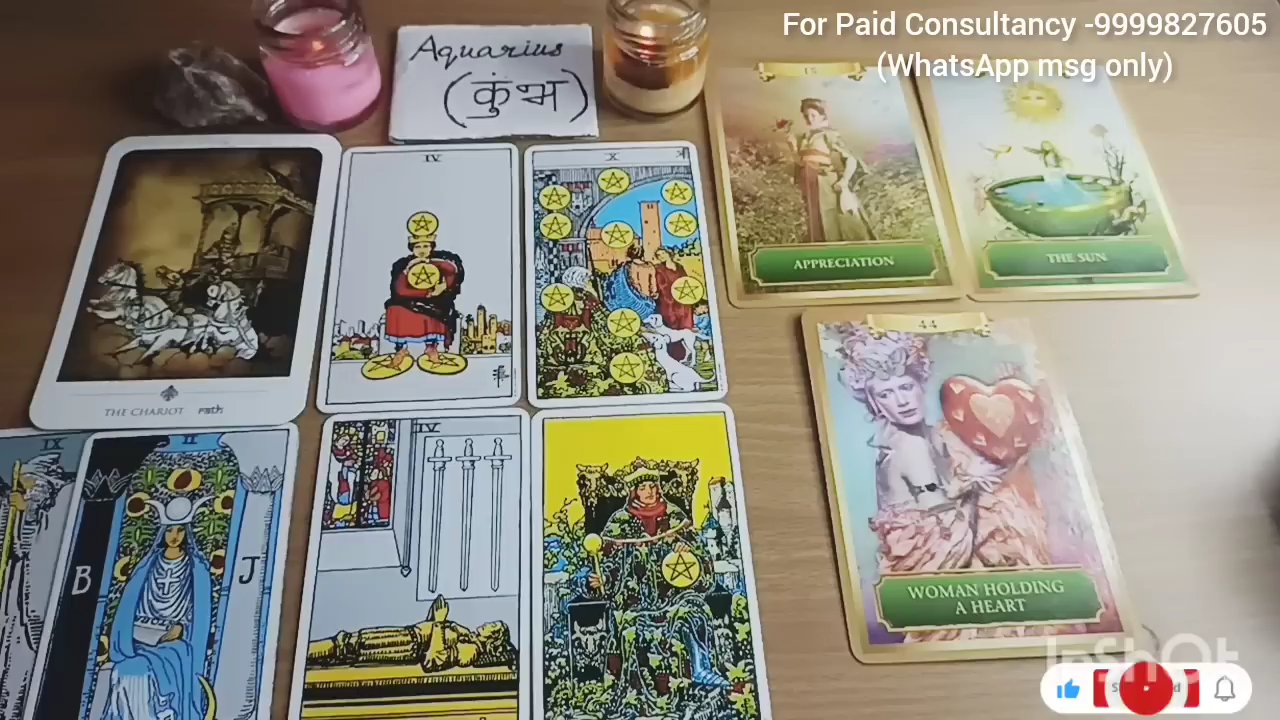 For Paid Consultancy -9999827605
(WhatsApp msg only)
Aquarius
(कुंभ)
IV
X
APPRECIATION
THE SUN
44
THE CHARIOT
IX
II
B
J
IV
WOMAN HOLDING
A HEART
InShOt